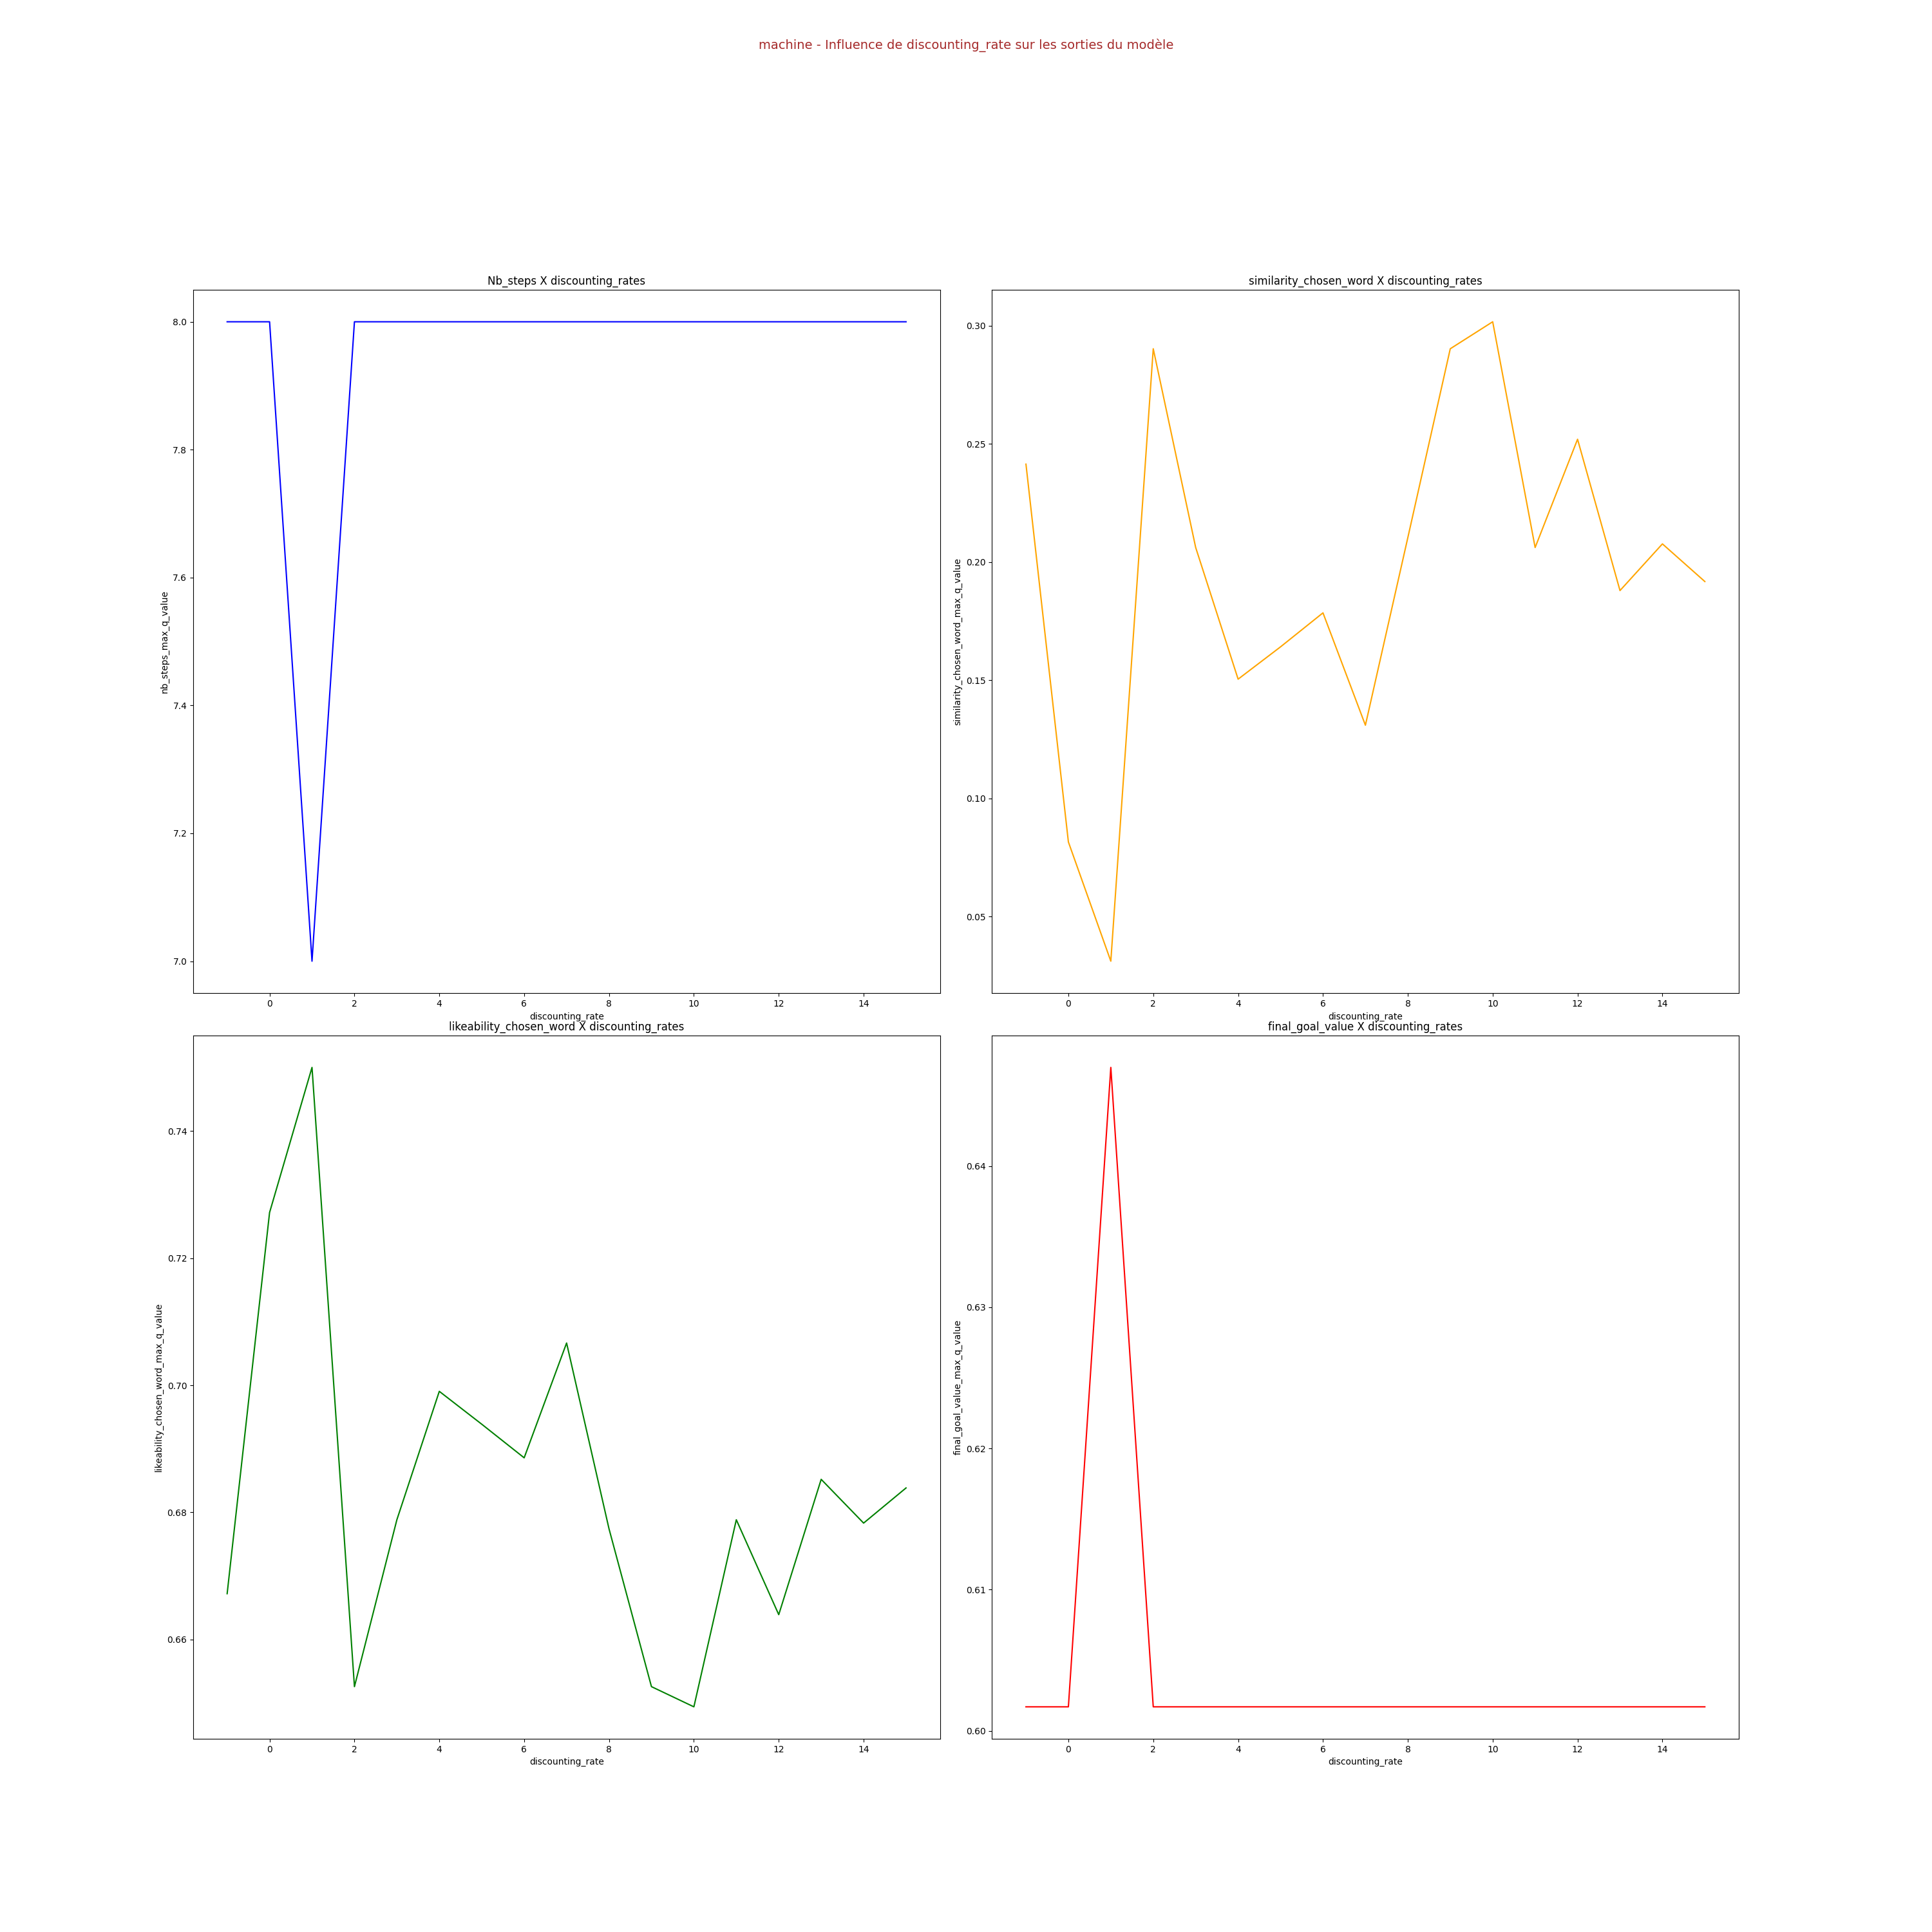 machine - Influence de discounting_rate sur les sorties du modèle
Nb_steps X discounting_rates
8.0
7.8
7.6
7.4
7.2
7.0
nb_steps_max_q_value
0 2 4 6 8 10 12 14
discounting_rate
similarity_chosen_word X discounting_rates
0.30
0.25
0.20
0.15
0.10
0.05
similarity_chosen_word_max_q_value
0 2 4 6 8 10 12 14
discounting_rate
likeability_chosen_word X discounting_rates
0.74
0.72
0.70
0.68
0.66
likeability_chosen_word_max_q_value
0 2 4 6 8 10 12 14
discounting_rate
final_goal_value X discounting_rates
0.64
0.63
0.62
0.61
0.60
final_goal_value_max_q_value
0 2 4 6 8 10 12 14
discounting_rate